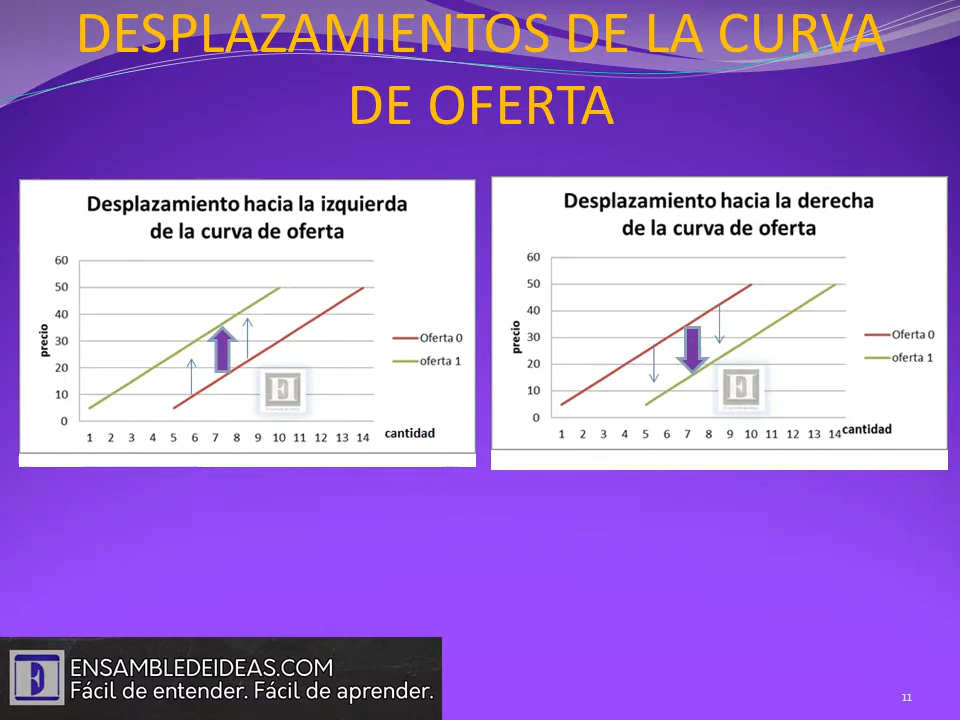 DESPLAZAMIENTOS DE LA CURVA
DE OFERTA
Desplazamiento hacia la izquierda
de la curva de oferta
60
50
40
30
20
10
0
precio
1 2 3 4 5 6 7 8 9 10 11 12 13 14
cantidad
Oferta 0
oferta 1
Desplazamiento hacia la derecha
de la curva de oferta
60
50
40
30
20
10
0
precio
1 2 3 4 5 6 7 8 9 10 11 12 13 14
cantidad
Oferta 0
oferta 1
ENSAMBLEDEIDEAS.COM
Fácil de entender. Fácil de aprender.
11